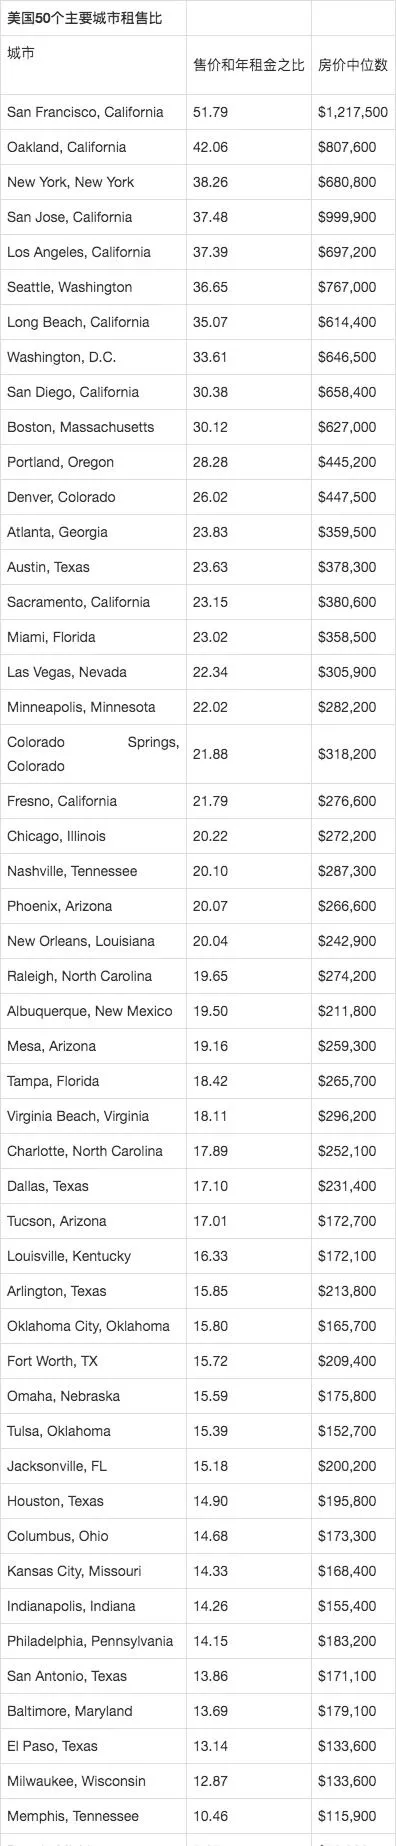 美国50个主要城市租售比
城市 售价和年租金之比 房价中位数
San Francisco, California 51.79 $1,217,500
Oakland, California 42.06 $807,600
New York, New York 38.26 $680,800
San Jose, California 37.48 $999,900
Los Angeles, California 37.39 $697,200
Seattle, Washington 36.65 $767,000
Long Beach, California 35.07 $614,400
Washington, D.C. 33.61 $646,500
San Diego, California 30.38 $658,400
Boston, Massachusetts 30.12 $627,000
Portland, Oregon 28.28 $445,200
Denver, Colorado 26.02 $447,500
Atlanta, Georgia 23.83 $359,500
Austin, Texas 23.63 $378,300
Sacramento, California 23.15 $380,600
Miami, Florida 23.02 $358,500
Las Vegas, Nevada 22.34 $305,900
Minneapolis, Minnesota 22.02 $282,200
Colorado Springs,
Colorado 21.88 $318,200
Fresno, California 21.79 $276,600
Chicago, Illinois 20.22 $272,200
Nashville, Tennessee 20.10 $287,300
Phoenix, Arizona 20.07 $266,600
New Orleans, Louisiana 20.04 $242,900
Raleigh, North Carolina 19.65 $274,200
Albuquerque, New Mexico 19.50 $211,800
Mesa, Arizona 19.16 $259,300
Tampa, Florida 18.42 $265,700
Virginia Beach, Virginia 18.11 $296,200
Charlotte, North Carolina 17.89 $252,100
Dallas, Texas 17.10 $231,400
Tucson, Arizona 17.01 $172,700
Louisville, Kentucky 16.33 $172,100
Arlington, Texas 15.85 $213,800
Oklahoma City, Oklahoma 15.80 $165,700
Fort Worth, TX 15.72 $209,400
Omaha, Nebraska 15.59 $175,800
Tulsa, Oklahoma 15.39 $152,700
Jacksonville, FL 15.18 $200,200
Houston, Texas 14.90 $195,800
Columbus, Ohio 14.68 $173,300
Kansas City, Missouri 14.33 $168,400
Indianapolis, Indiana 14.26 $155,400
Philadelphia, Pennsylvania 14.15 $183,200
San Antonio, Texas 13.86 $171,100
Baltimore, Maryland 13.69 $179,100
El Paso, Texas 13.14 $133,600
Milwaukee, Wisconsin 12.87 $133,600
Memphis, Tennessee 10.46 $115,900